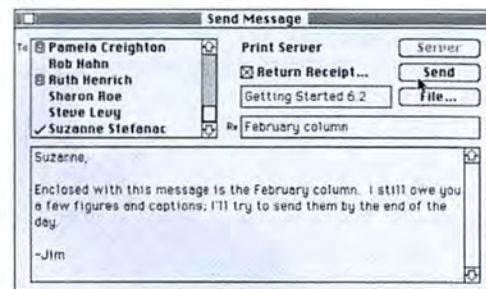 Send Message
To
Pamela Creighton
Rob Hahn
Ruth Henrich
Sharon Roe
Steve Levy
✓ Suzanne Stefanac
Print Server
Return Receipt...
Getting Started 6.2
Re February column
Server
Send
File...
Suzanne,
Enclosed with this message is the February column. I still owe you
a few figures and captions; I'll try to send them by the end of the
day.
-Jim